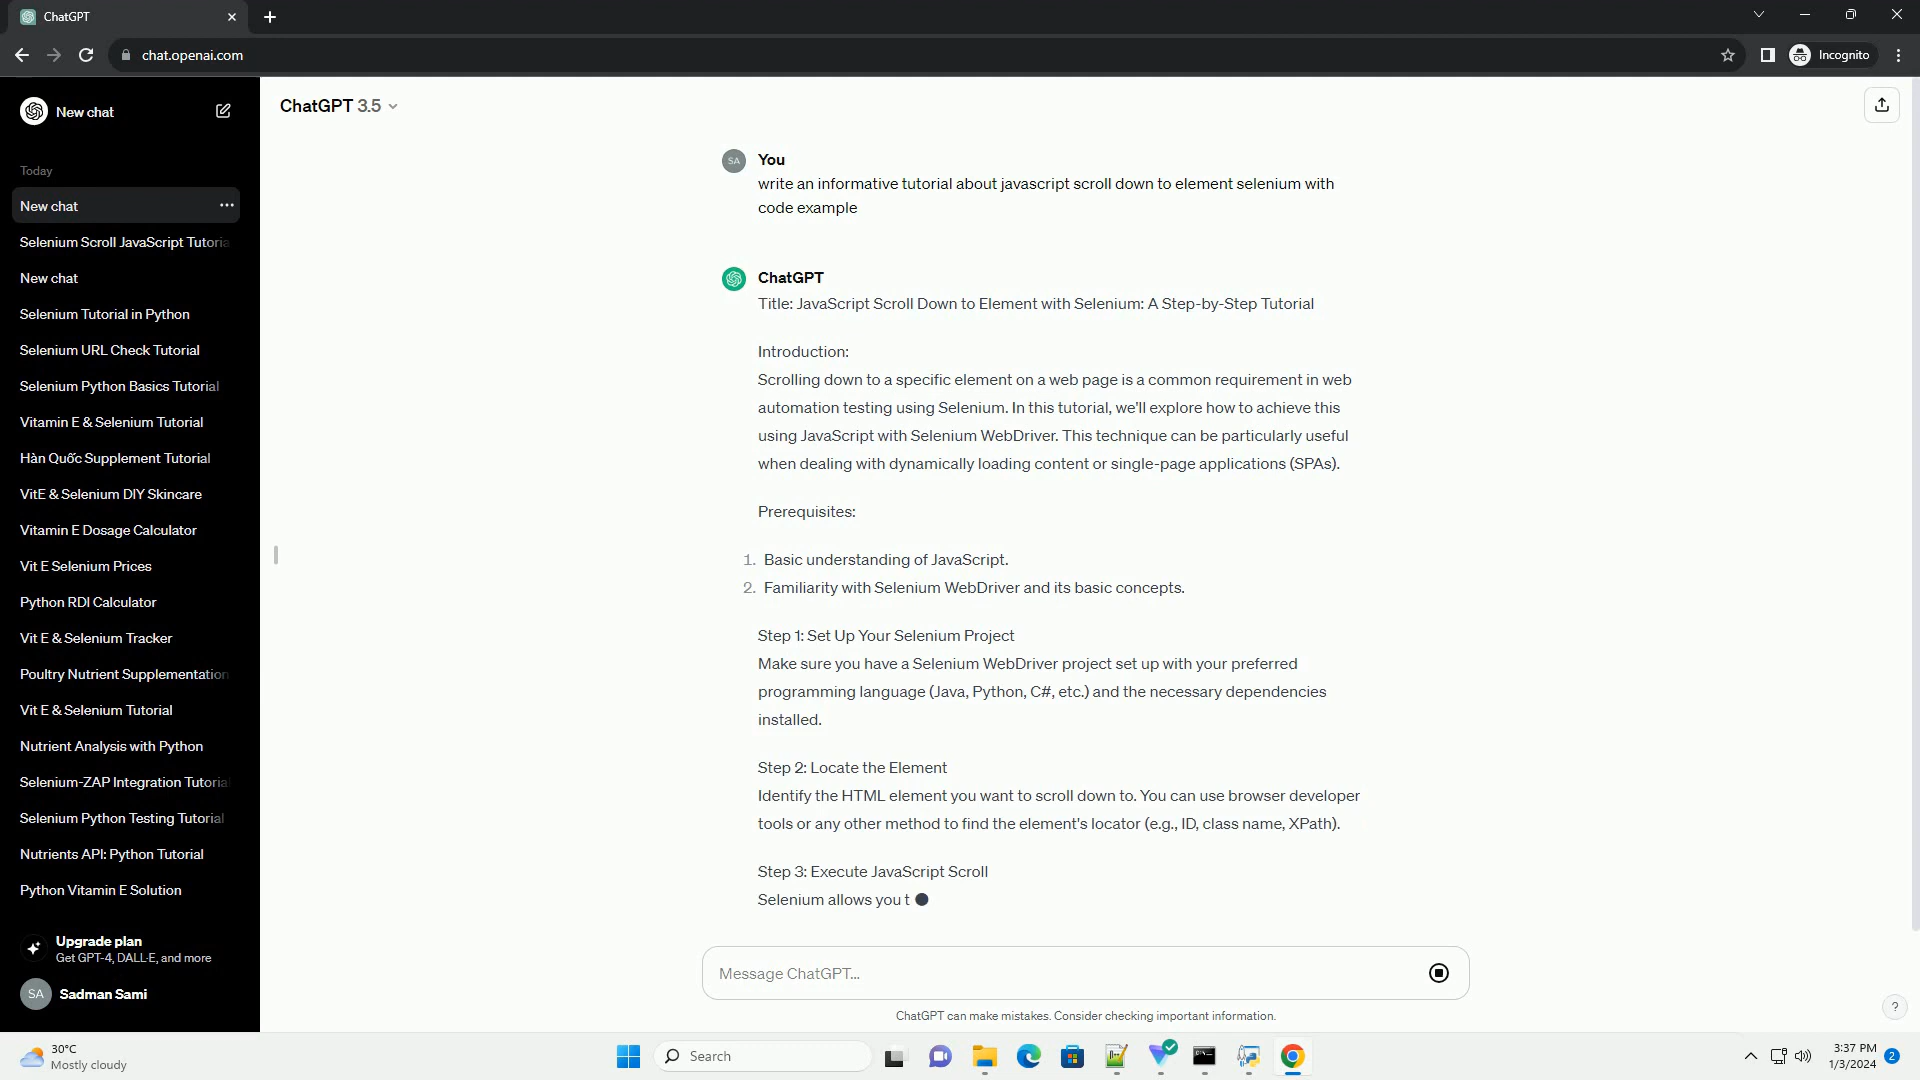 ChatGPT
chat.openai.com
Incognito
New chat
Today
New chat
Selenium Scroll JavaScript Tutoria
New chat
Selenium Tutorial in Python
Selenium URL Check Tutorial
Selenium Python Basics Tutorial
Vitamin E & Selenium Tutorial
Hàn Quốc Supplement Tutorial
VitE & Selenium DIY Skincare
Vitamin E Dosage Calculator
Vit E Selenium Prices
Python RDI Calculator
Vit E & Selenium Tracker
Poultry Nutrient Supplementation
Vit E & Selenium Tutorial
Nutrient Analysis with Python
Selenium-ZAP Integration Tutoria
Selenium Python Testing Tutorial
Nutrients API: Python Tutorial
Python Vitamin E Solution
Upgrade plan
Get GPT-4, DALL·E, and more
SA
Sadman Sami
ChatGPT 3.5
SA
You
write an informative tutorial about javascript scroll down to element selenium with
code example
ChatGPT
Title: JavaScript Scroll Down to Element with Selenium: A Step-by-Step Tutorial
Introduction:
Scrolling down to a specific element on a web page is a common requirement in web
automation testing using Selenium. In this tutorial, we'll explore how to achieve this
using JavaScript with Selenium WebDriver. This technique can be particularly useful
when dealing with dynamically loading content or single-page applications (SPAs).
Prerequisites:
1. Basic understanding of JavaScript.
2. Familiarity with Selenium WebDriver and its basic concepts.
Step 1: Set Up Your Selenium Project
Make sure you have a Selenium WebDriver project set up with your preferred
programming language (Java, Python, C#, etc.) and the necessary dependencies
installed.
Step 2: Locate the Element
Identify the HTML element you want to scroll down to. You can use browser developer
tools or any other method to find the element's locator (e.g., ID, class name, XPath).
Step 3: Execute JavaScript Scroll
Selenium allows you t
Message ChatGPT…
ChatGPT can make mistakes. Consider checking important information.
?
30°C
Mostly cloudy
Search
3:37 PM
1/3/2024
2